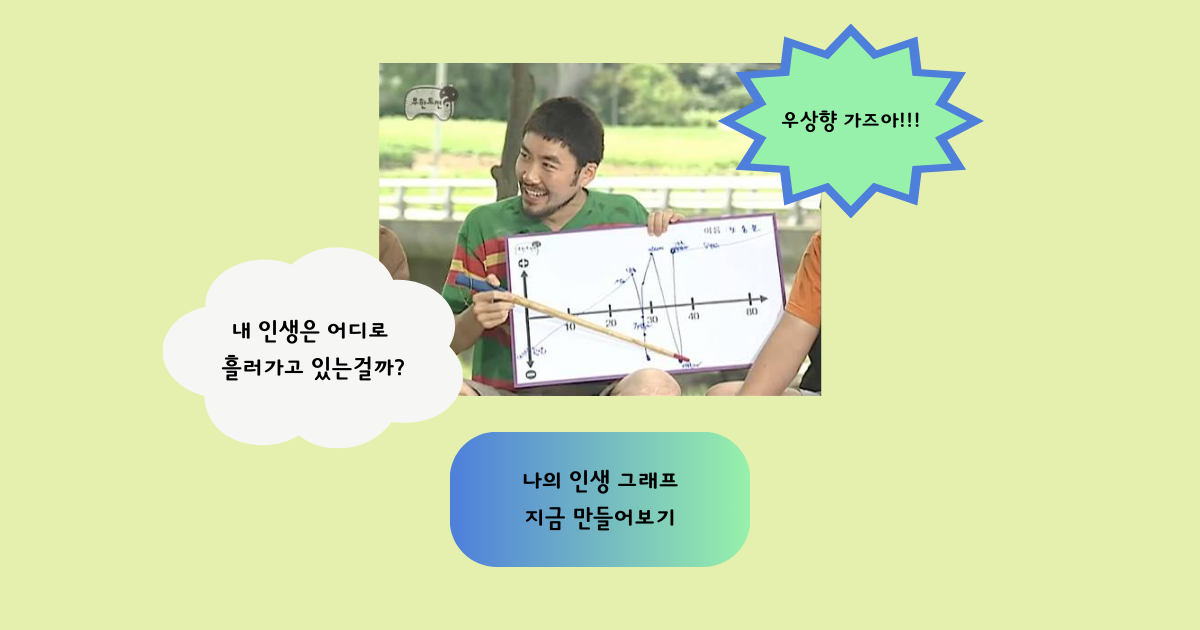 무한도전
우상향 가즈아!!!
이름 : 노 홍 철
10
20
30
40
80
내 인생은 어디로
흘러가고 있는걸까?
나의 인생 그래프
지금 만들어보기